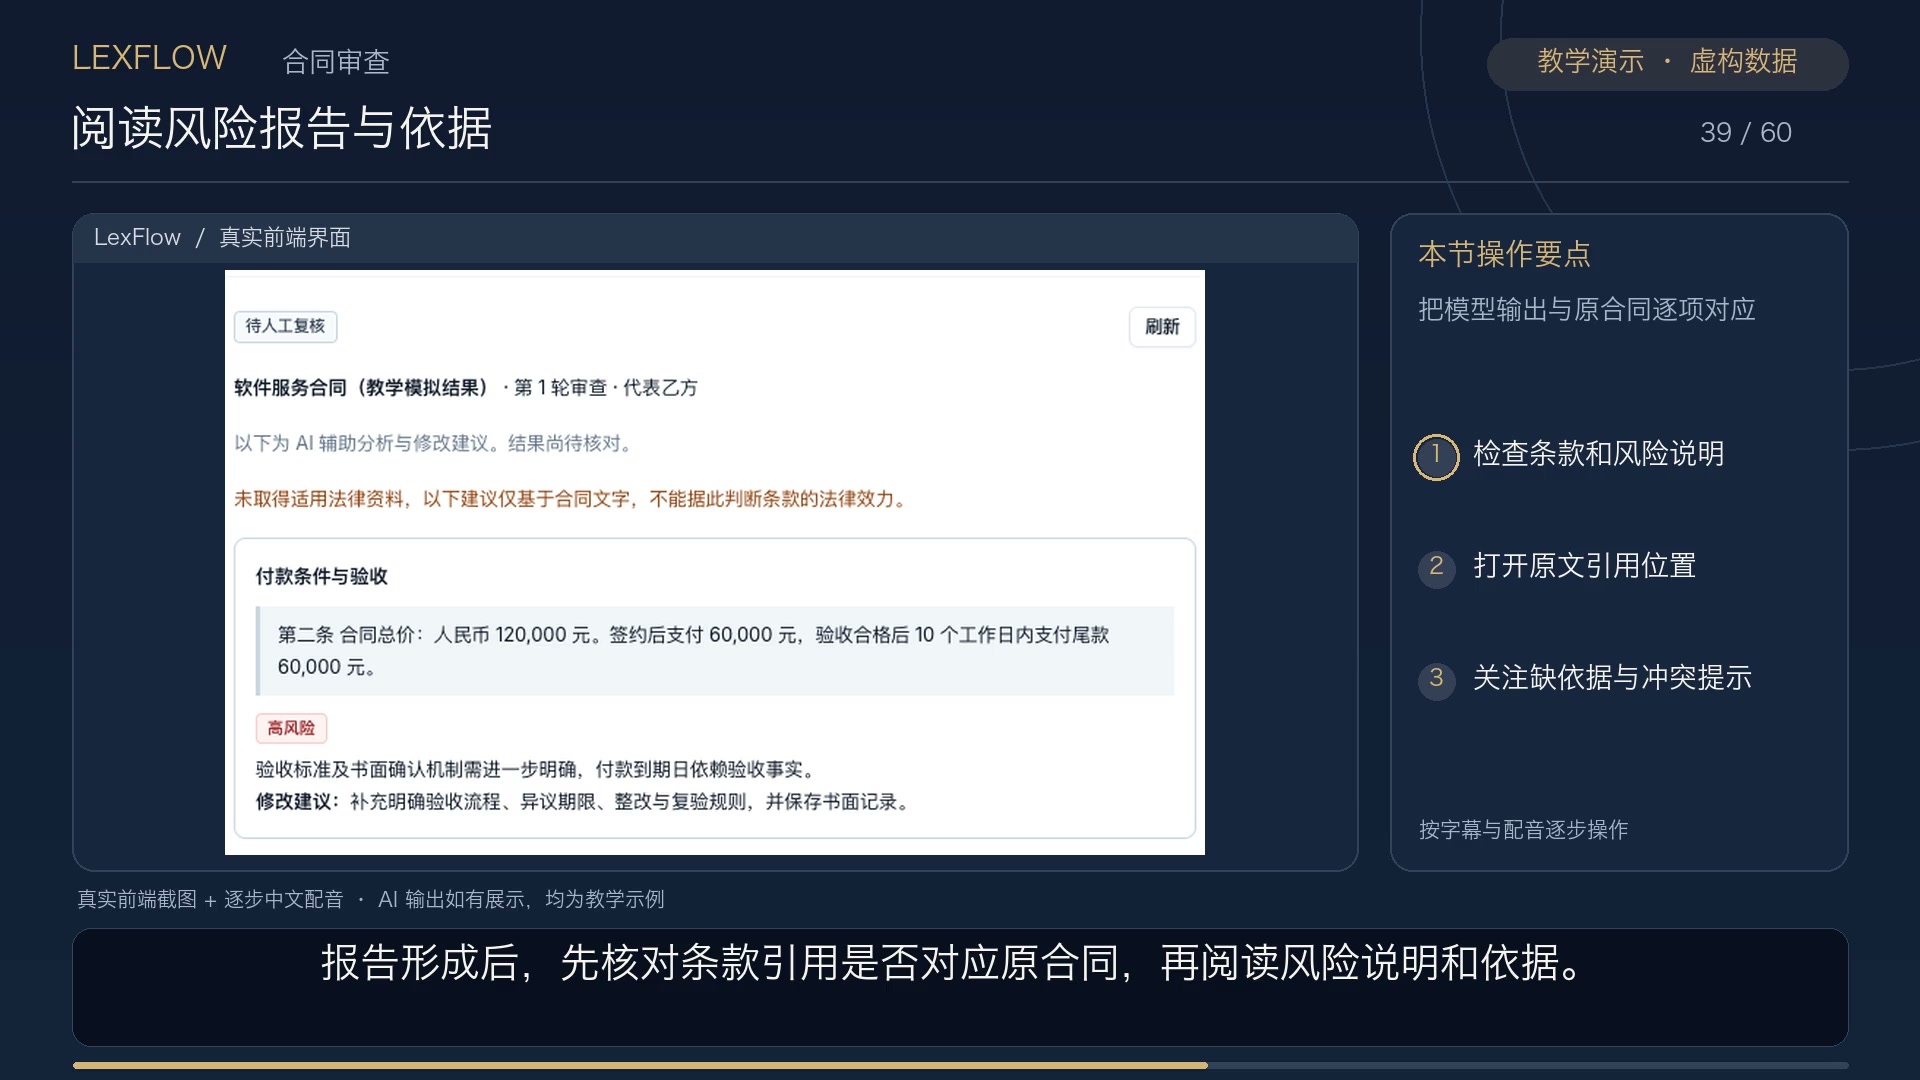 LEXFLOW 合同审查
教学演示 · 虚构数据
阅读风险报告与依据
39 / 60
LexFlow / 真实前端界面
待人工复核
刷新
软件服务合同（教学模拟结果） · 第 1 轮审查 · 代表乙方
以下为 AI 辅助分析与修改建议。结果尚待核对。
未取得适用法律资料，以下建议仅基于合同文字，不能据此判断条款的法律效力。
付款条件与验收
第二条 合同总价：人民币 120,000 元。签约后支付 60,000 元，验收合格后 10 个工作日内支付尾款
60,000 元。
高风险
验收标准及书面确认机制需进一步明确，付款到期日依赖验收事实。
修改建议：补充明确验收流程、异议期限、整改与复验规则，并保存书面记录。
本节操作要点
把模型输出与原合同逐项对应
1 检查条款和风险说明
2 打开原文引用位置
3 关注缺依据与冲突提示
按字幕与配音逐步操作
真实前端截图 + 逐步中文配音 · AI 输出如有展示，均为教学示例
报告形成后，先核对条款引用是否对应原合同，再阅读风险说明和依据。